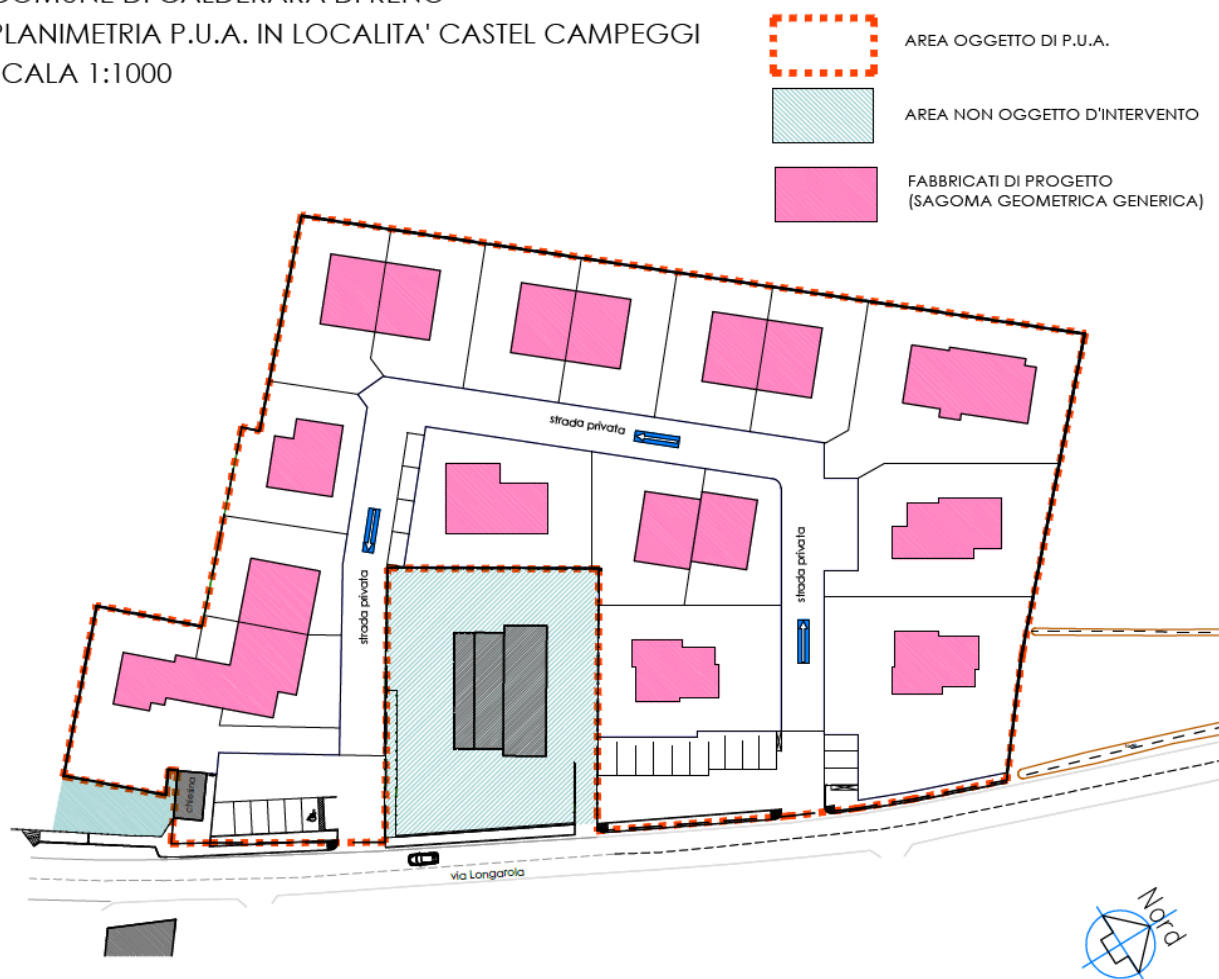 PLANIMETRIA P.U.A. IN LOCALITA' CASTEL CAMPEGGI
SCALA 1:1000
AREA OGGETTO DI P.U.A.
AREA NON OGGETTO D'INTERVENTO
FABBRICATI DI PROGETTO
(SAGOMA GEOMETRICA GENERICA)
strada privata
strada privata
strada privata
chiesina
via Longarola
Nord